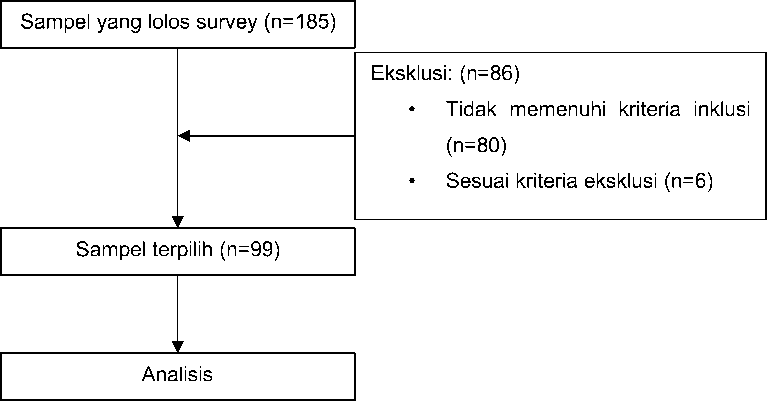 Sampel yang lolos survey (n=185)
Eksklusi: (n=86)
• Tidak memenuhi kriteria inklusi
(n=80)
• Sesuai kriteria eksklusi (n=6)
Sampel terpilih (n=99)
Analisis